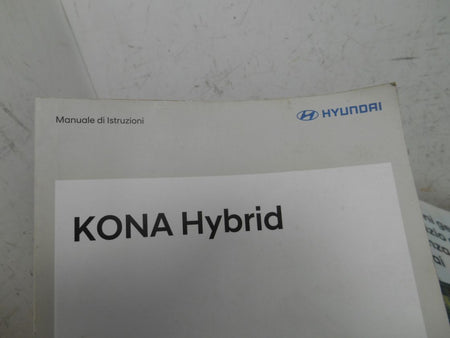 Manuale di Istruzioni
HYUNDAI
KONA Hybrid